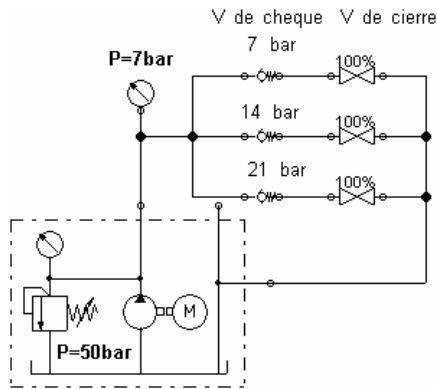 V de cheque V de cierre
7 bar
100%
P=7bar
14 bar
100%
21 bar
100%
M
P=50bar